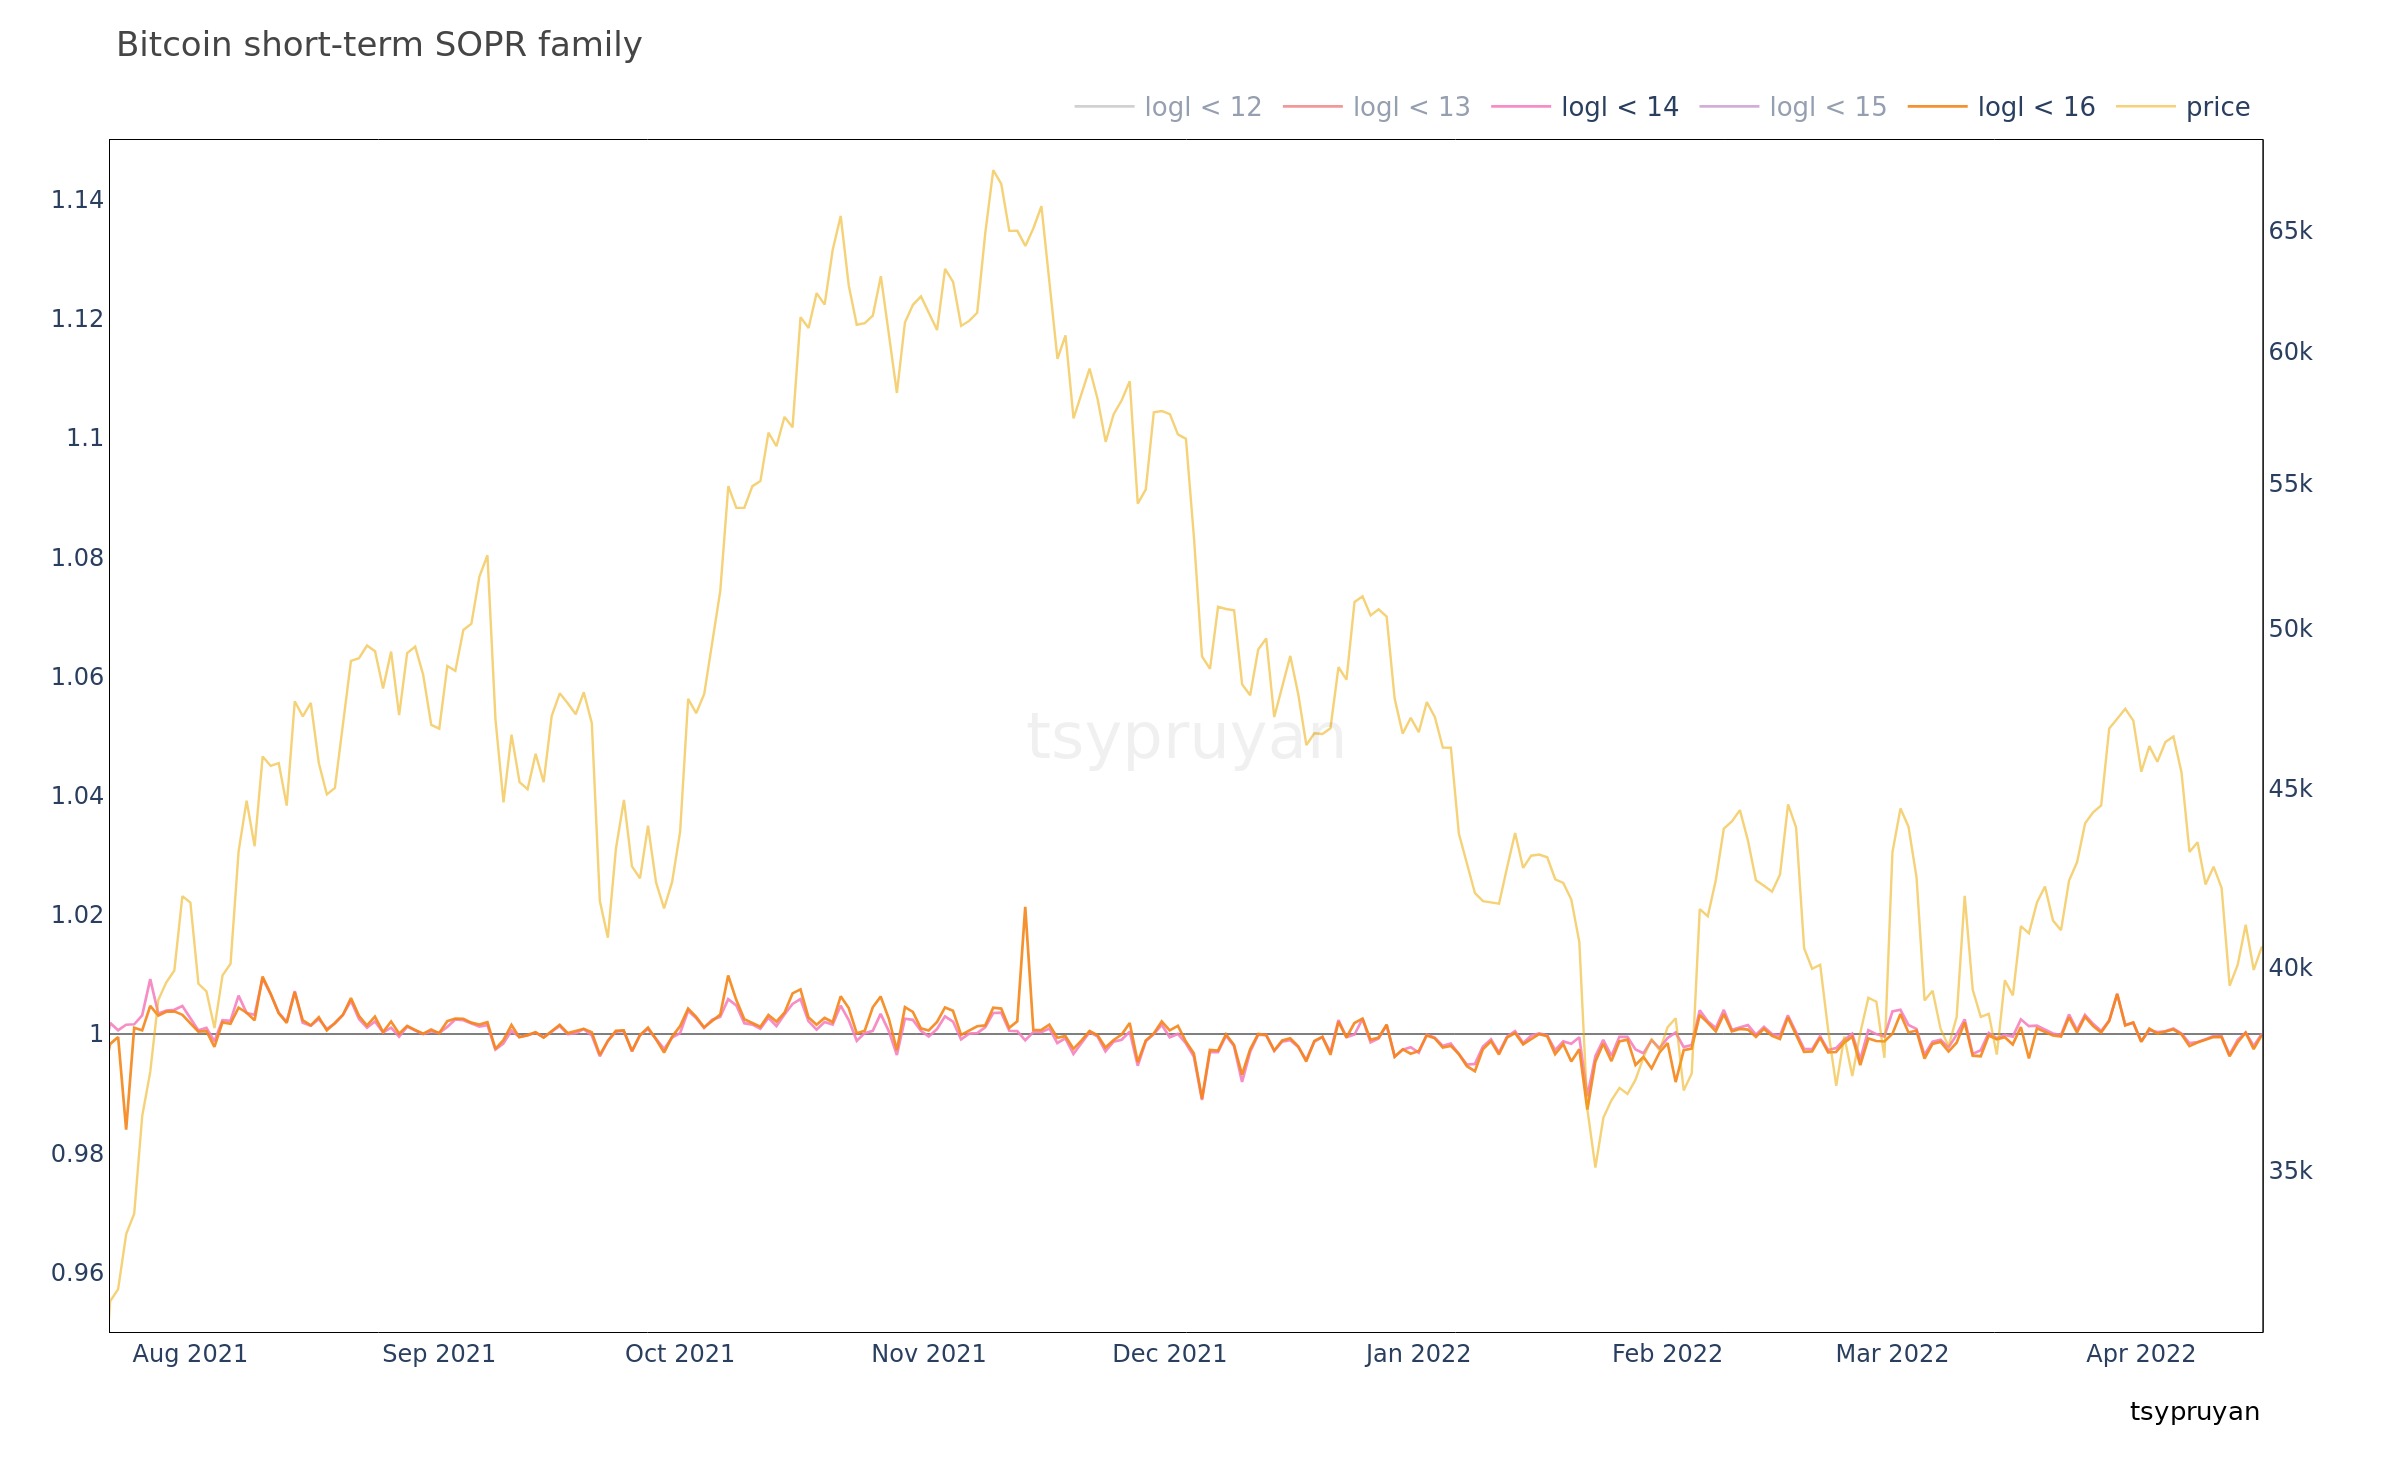 Bitcoin short-term SOPR family
logl < 12 logl < 13 logl < 14 logl < 15 logl < 16 price
1.14
1.12
1.1
1.08
1.06
1.04
1.02
1
0.98
0.96
65k
60k
55k
50k
45k
40k
35k
tsypruyan
Aug 2021 Sep 2021 Oct 2021 Nov 2021 Dec 2021 Jan 2022 Feb 2022 Mar 2022 Apr 2022
tsypruyan